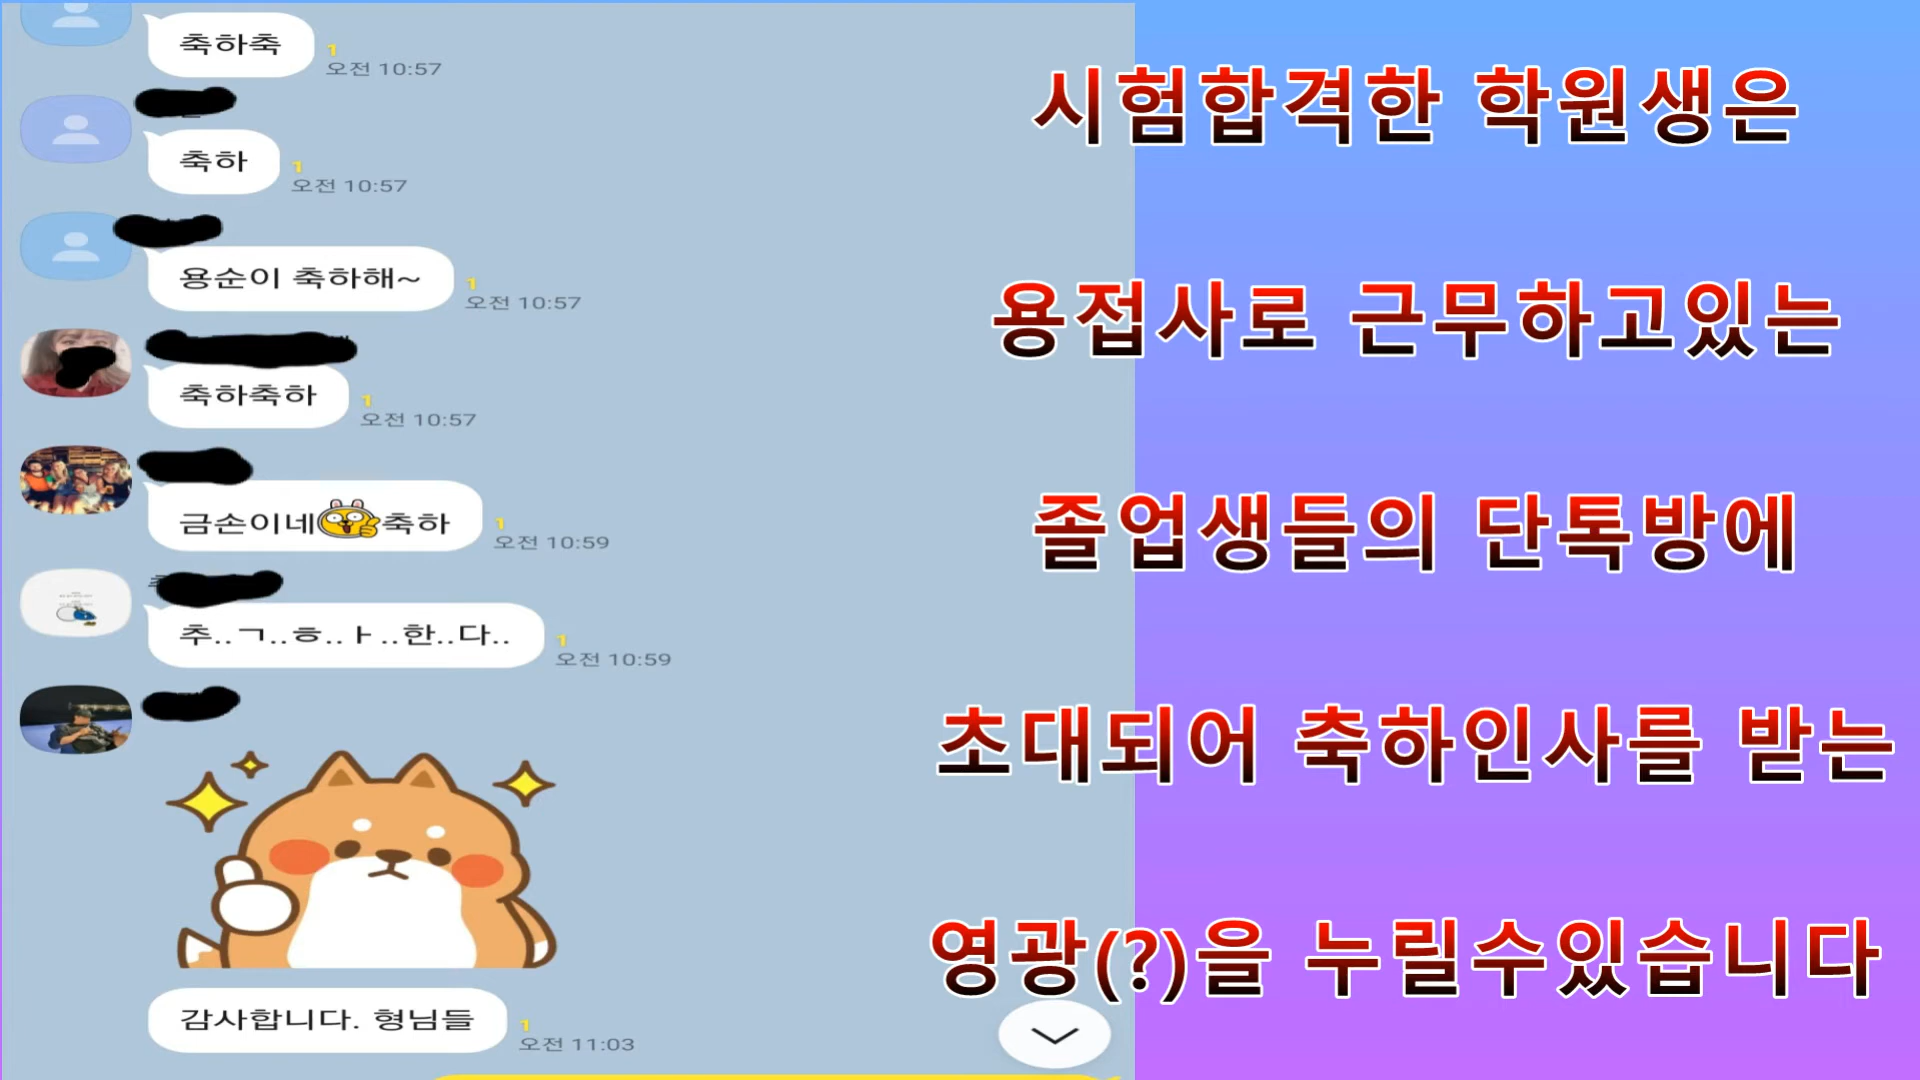 축하축
1
오전 10:57
축하
1
오전 10:57
용순이 축하해~
1
오전 10:57
축하축하
1
오전 10:57
금손이네 축하
1
오전 10:59
추..ㄱ..ㅎ..ㅏ..한..다..
1
오전 10:59
감사합니다. 형님들
1
오전 11:03
시험합격한 학원생은
용접사로 근무하고있는
졸업생들의 단톡방에
초대되어 축하인사를 받는
영광(?)을 누릴수있습니다